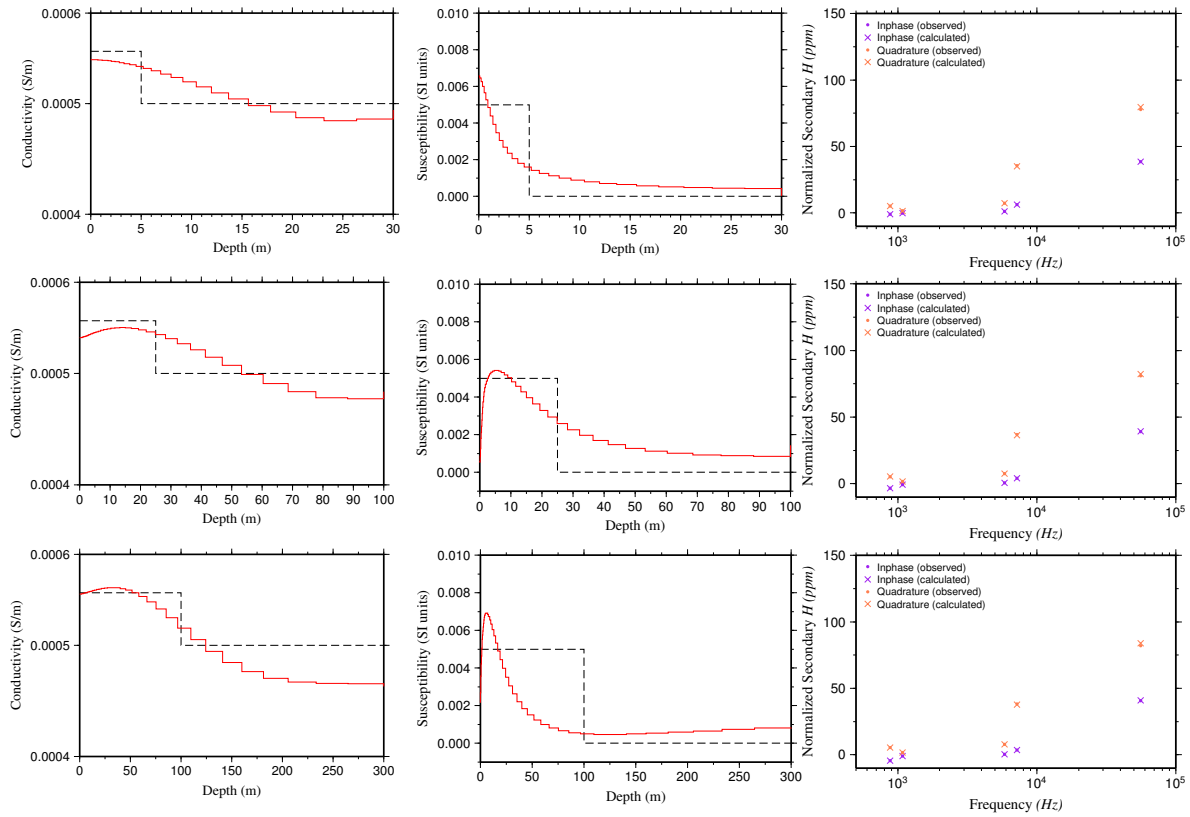 0.0006
0.0005
0.0004
Conductivity (S/m)
0 5 10 15 20 25 30
Depth (m)
0.010
0.008
0.006
0.004
0.002
0.000
Susceptibility (SI units)
0 5 10 15 20 25 30
Depth (m)
150
100
50
0
Normalized Secondary H (ppm)
Inphase (observed)
Inphase (calculated)
Quadrature (observed)
Quadrature (calculated)
10³ 10⁴ 10⁵
Frequency (Hz)
0.0006
0.0005
0.0004
Conductivity (S/m)
0 10 20 30 40 50 60 70 80 90 100
Depth (m)
0.010
0.008
0.006
0.004
0.002
0.000
Susceptibility (SI units)
0 10 20 30 40 50 60 70 80 90 100
Depth (m)
150
100
50
0
Normalized Secondary H (ppm)
Inphase (observed)
Inphase (calculated)
Quadrature (observed)
Quadrature (calculated)
10³ 10⁴ 10⁵
Frequency (Hz)
0.0006
0.0005
0.0004
Conductivity (S/m)
0 50 100 150 200 250 300
Depth (m)
0.010
0.008
0.006
0.004
0.002
0.000
Susceptibility (SI units)
0 50 100 150 200 250 300
Depth (m)
150
100
50
0
Normalized Secondary H (ppm)
Inphase (observed)
Inphase (calculated)
Quadrature (observed)
Quadrature (calculated)
10³ 10⁴ 10⁵
Frequency (Hz)